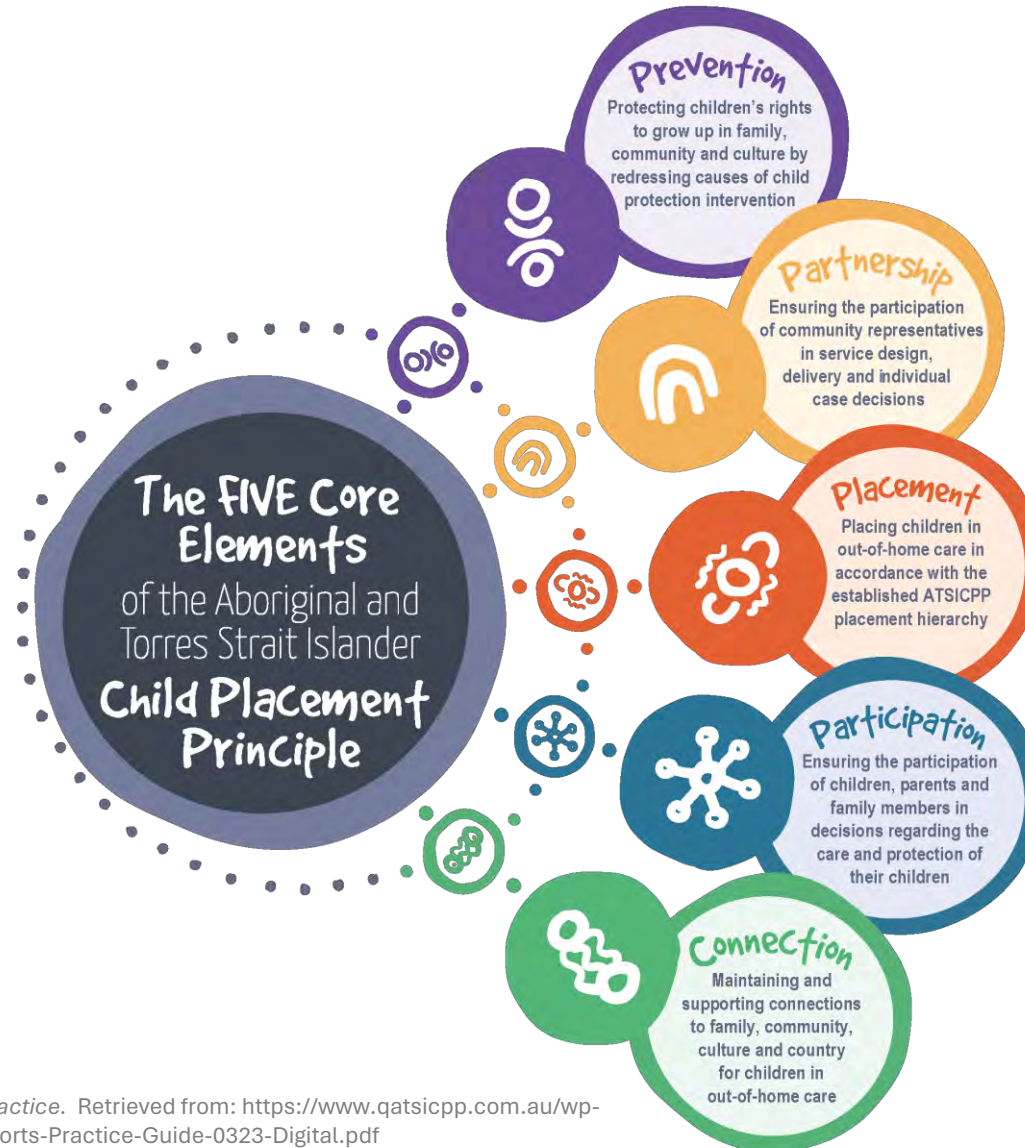 The FIVE Core
Elements
of the Aboriginal and
Torres Strait Islander
Child Placement
Principle
Prevention
Protecting children's rights
to grow up in family,
community and culture by
redressing causes of child
protection intervention
Partnership
Ensuring the participation
of community representatives
in service design,
delivery and individual
case decisions
Placement
Placing children in
out-of-home care in
accordance with the
established ATSICPP
placement hierarchy
Participation
Ensuring the participation
of children, parents and
family members in
decisions regarding the
care and protection of
their children
Connection
Maintaining and
supporting connections
to family, community,
culture and country
for children in
out-of-home care
actice. Retrieved from: https://www.qatsicpp.com.au/wp-
orts-Practice-Guide-0323-Digital.pdf